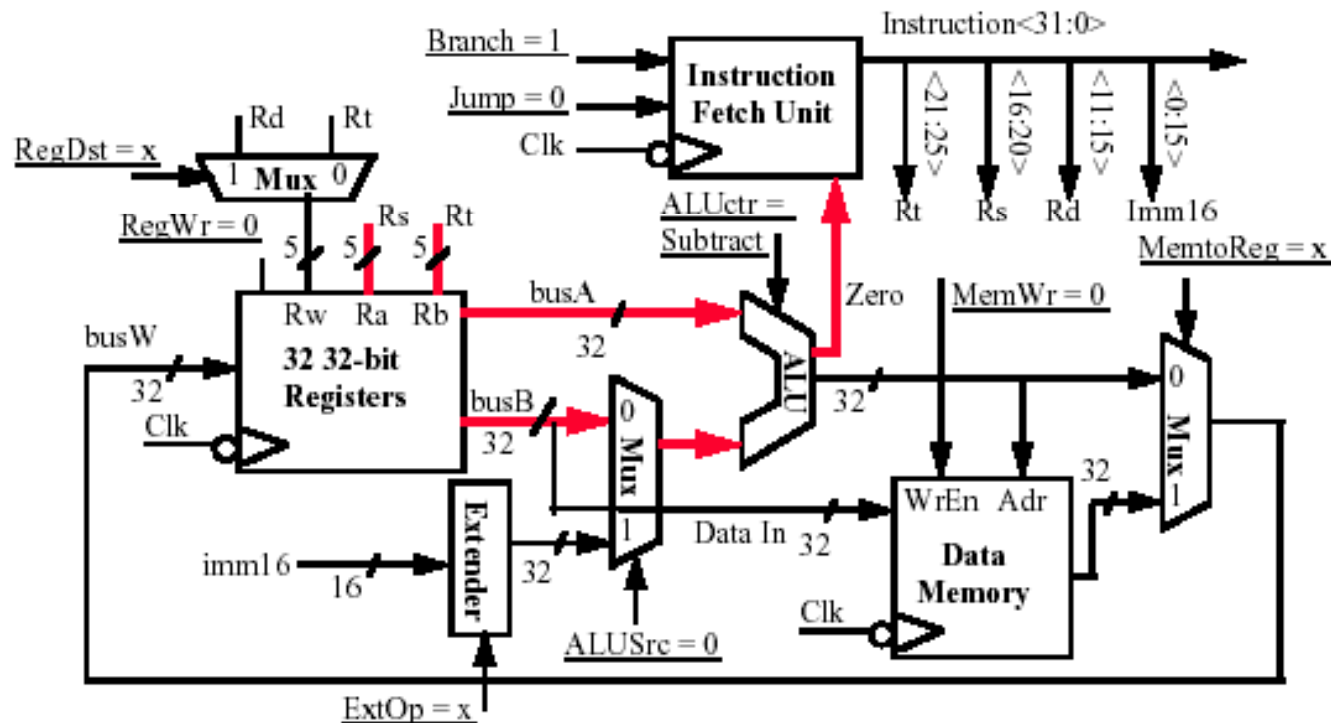 Instruction<31:0>
Branch = 1
Instruction
Fetch Unit
Jump = 0
Clk
<21:25>
<16:20>
<11:15>
<0:15>
Rd
Rt
RegDst = x
1 Mux 0
Rt
Rs
Rd
Imm16
ALUctr =
Subtract
RegWr = 0
5
5
Rs
5
Rt
MemtoReg = x
Zero
MemWr = 0
busW
32
Rw
Ra
Rb
32 32-bit
Registers
Clk
busA
32
busB
32
0
Mux
1
ALU
32
0
Mux
1
32
WrEn
Adr
Data In
32
Data
Memory
Clk
imm16
16
Extender
32
ALUSrc = 0
ExtOp = x